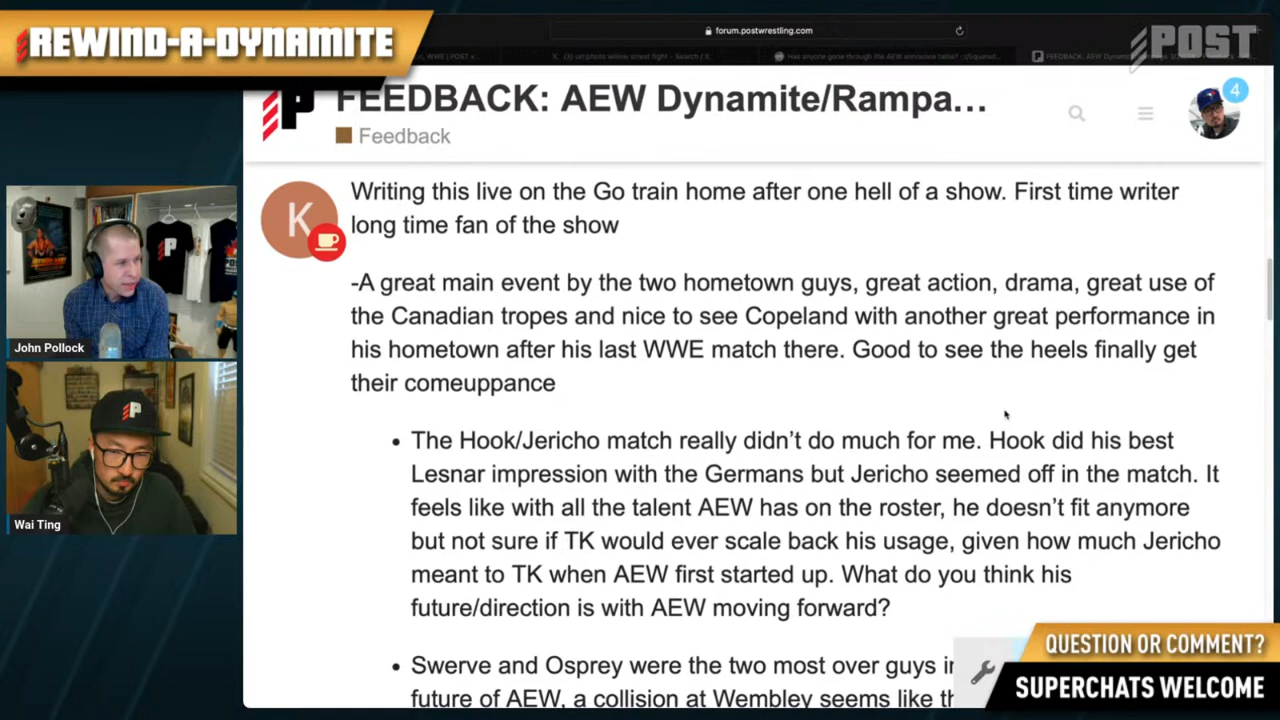 REWIND-A-DYNAMITE
forum.postwrestling.com
POST
FEEDBACK: AEW Dynamite/Rampa…
4
Feedback
K
Writing this live on the Go train home after one hell of a show. First time writer
long time fan of the show
-A great main event by the two hometown guys, great action, drama, great use of
the Canadian tropes and nice to see Copeland with another great performance in
his hometown after his last WWE match there. Good to see the heels finally get
their comeuppance
• The Hook/Jericho match really didn’t do much for me. Hook did his best
Lesnar impression with the Germans but Jericho seemed off in the match. It
feels like with all the talent AEW has on the roster, he doesn’t fit anymore
but not sure if TK would ever scale back his usage, given how much Jericho
meant to TK when AEW first started up. What do you think his
future/direction is with AEW moving forward?
• Swerve and Osprey were the two most over guys i
future of AEW, a collision at Wembley seems like t
John Pollock
Wai Ting
QUESTION OR COMMENT?
SUPERCHATS WELCOME